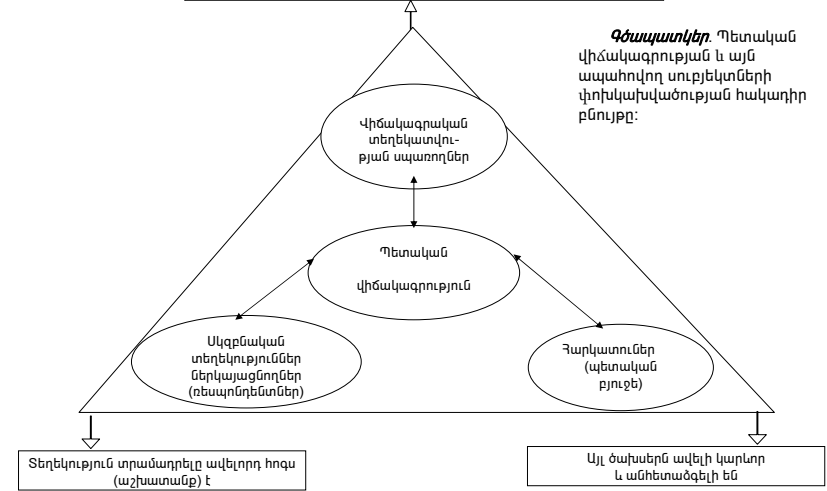 Գծապատկեր. Պետական
վիճակագրության և այն
ապահովող սուբյեկտների
փոխկախվածության հակադիր
բնույթը:
Վիճակագրական
տեղեկատվու-
թյան սպառողներ
Պետական
վիճակագրություն
Սկզբնական
տեղեկություններ
ներկայացնողներ
(ռեսպոնդենտներ)
Հարկատուներ
(պետական
բյուջե)
Տեղեկություն տրամադրելը ավելորդ հոգս
(աշխատանք) է
Այլ ծախսերն ավելի կարևոր
և անհետաձգելի են